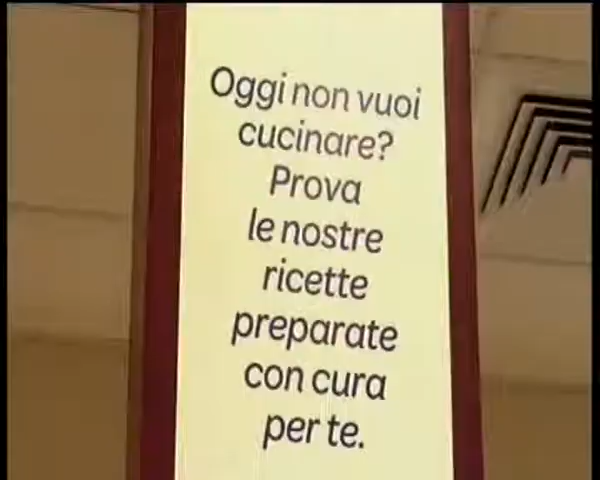 Oggi non vuoi
cucinare?
Prova
le nostre
ricette
preparate
con cura
per te.